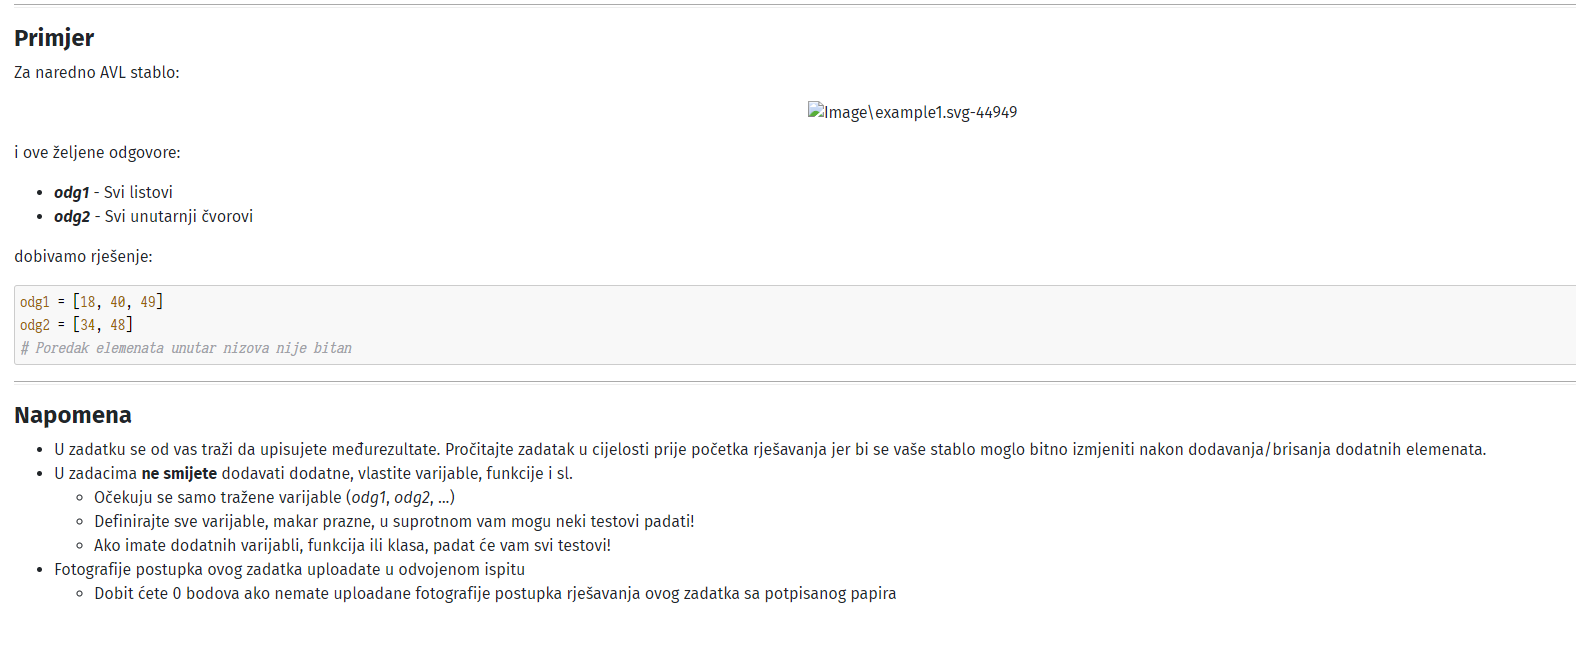 Primjer
Za naredno AVL stablo:
Image\example1.svg-44949
i ove željene odgovore:
• odg1 - Svi listovi
• odg2 - Svi unutarnji čvorovi
dobivamo rješenje:
odg1 = [18, 40, 49]
odg2 = [34, 48]
# Poredak elemenata unutar nizova nije bitan
Napomena
• U zadatku se od vas traži da upisujete međurezultate. Pročitajte zadatak u cijelosti prije početka rješavanja jer bi se vaše stablo moglo bitno izmjeniti nakon dodavanja/brisanja dodatnih elemenata.
• U zadacima ne smijete dodavati dodatne, vlastite varijable, funkcije i sl.
◦ Očekuju se samo tražene varijable (odg1, odg2, ...)
◦ Definirajte sve varijable, makar prazne, u suprotnom vam mogu neki testovi padati!
◦ Ako imate dodatnih varijabli, funkcija ili klasa, padat će vam svi testovi!
• Fotografije postupka ovog zadatka uploadate u odvojenom ispitu
◦ Dobit ćete 0 bodova ako nemate uploadane fotografije postupka rješavanja ovog zadatka sa potpisanog papira